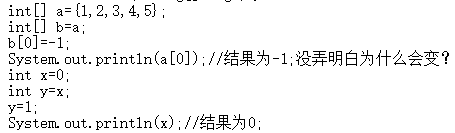 int[] a={1,2,3,4,5};
int[] b=a;
b[0]=-1;
System.out.println(a[0]);//结果为-1;没弄明白为什么会变?
int x=0;
int y=x;
y=1;
System.out.println(x);//结果为0;